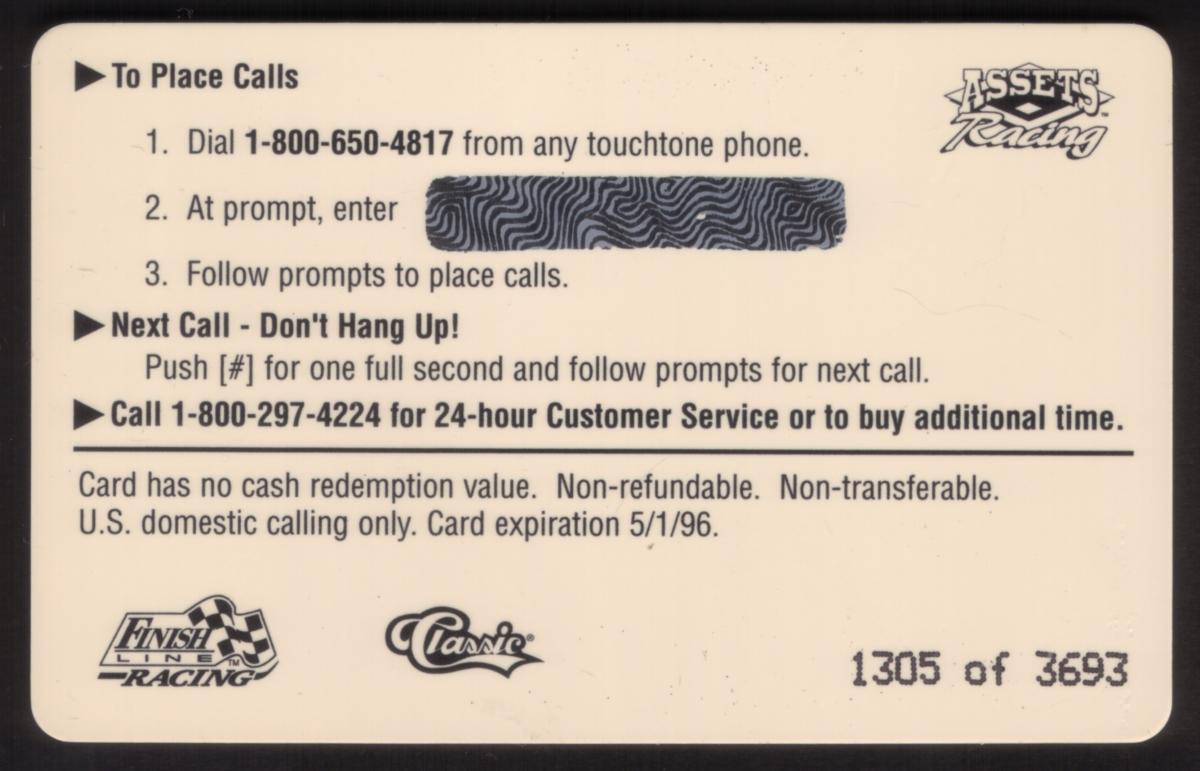 ▶To Place Calls
ASSETS™
Racing
1. Dial 1-800-650-4817 from any touchtone phone.
2. At prompt, enter
3. Follow prompts to place calls.
▶Next Call - Don't Hang Up!
Push [#] for one full second and follow prompts for next call.
▶Call 1-800-297-4224 for 24-hour Customer Service or to buy additional time.
Card has no cash redemption value. Non-refundable. Non-transferable.
U.S. domestic calling only. Card expiration 5/1/96.
FINISH
LINE™
RACING
Classic®
1305 of 3693